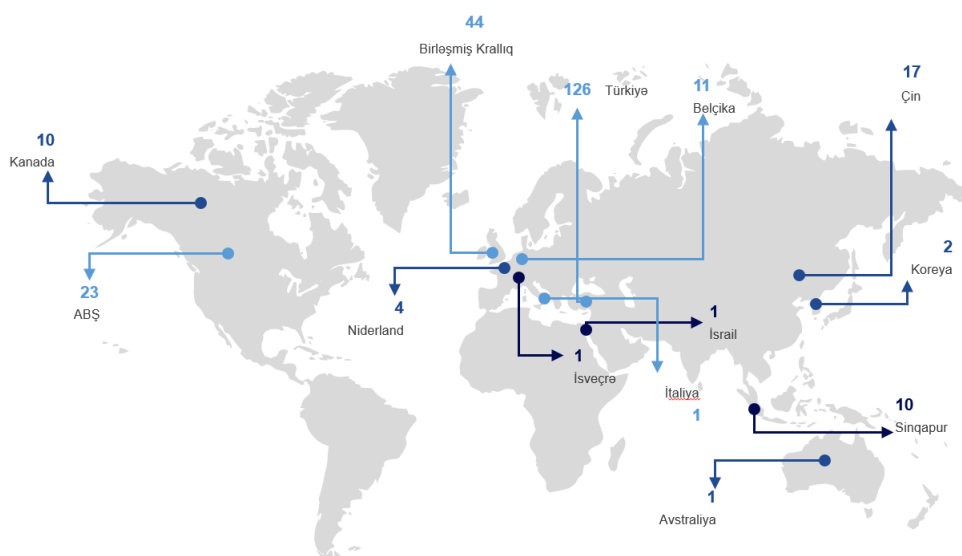 44
Birləşmiş Krallıq
126 Türkiyə
11
Belçika
17
Çin
10
Kanada
2
Koreya
23
ABŞ
4
Niderland
1
İsrail
1
İsveçrə
İtaliya
1
10
Sinqapur
1
Avstraliya